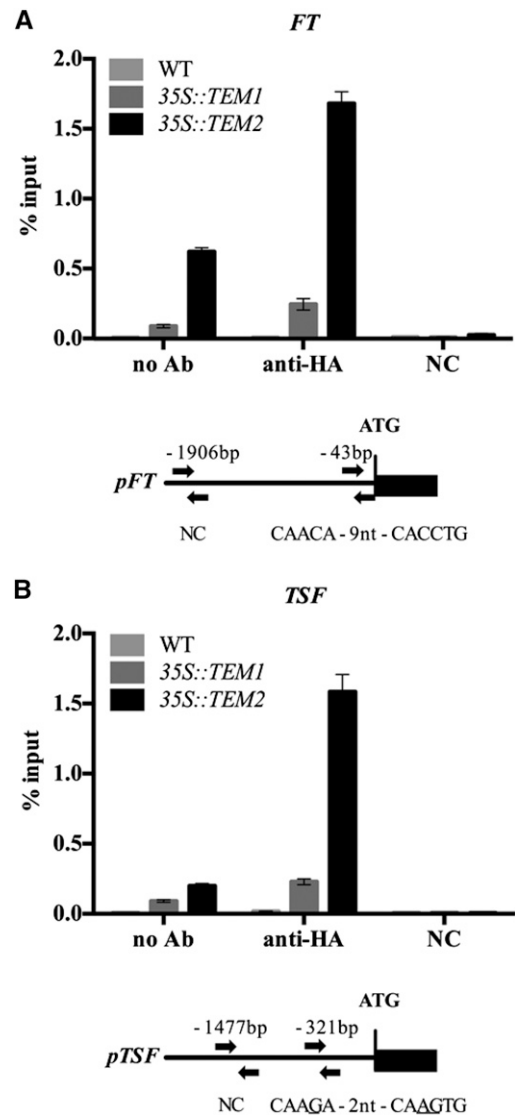 A
FT
2.0
1.5
1.0
0.5
0.0
% input
WT
35S::TEM1
35S::TEM2
no Ab anti-HA NC
ATG
-1906bp -43bp
pFT
NC CAACA - 9nt - CACCTG
B
TSF
2.0
1.5
1.0
0.5
0.0
% input
WT
35S::TEM1
35S::TEM2
no Ab anti-HA NC
ATG
-1477bp -321bp
pTSF
NC CAAGA - 2nt - CAAGTG